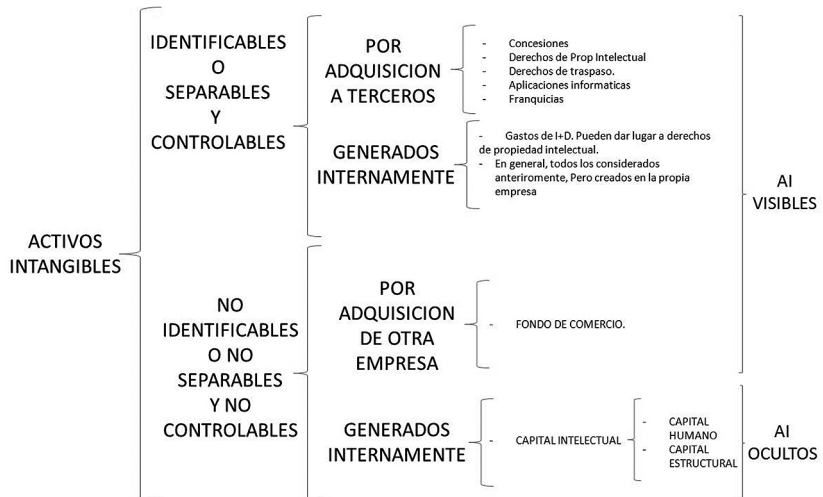 ACTIVOS
INTANGIBLES
IDENTIFICABLES
O
SEPARABLES
Y
CONTROLABLES
POR
ADQUISICION
A TERCEROS
- Concesiones
- Derechos de Prop Intelectual
- Derechos de traspaso.
- Aplicaciones informaticas
- Franquicias
GENERADOS
INTERNAMENTE
- Gastos de I+D. Pueden dar lugar a derechos
de propiedad intelectual.
- En general, todos los considerados
anteriromente, Pero creados en la propia
empresa
NO
IDENTIFICABLES
O NO
SEPARABLES
Y NO
CONTROLABLES
POR
ADQUISICION
DE OTRA
EMPRESA
- FONDO DE COMERCIO.
GENERADOS
INTERNAMENTE
- CAPITAL INTELECTUAL
- CAPITAL
HUMANO
- CAPITAL
ESTRUCTURAL
AI
VISIBLES
AI
OCULTOS